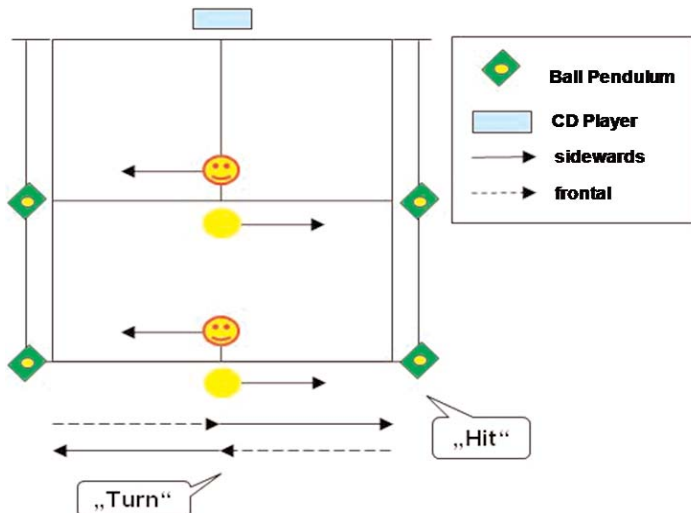 Ball Pendulum
CD Player
sidewards
frontal
„Hit“
„Turn“